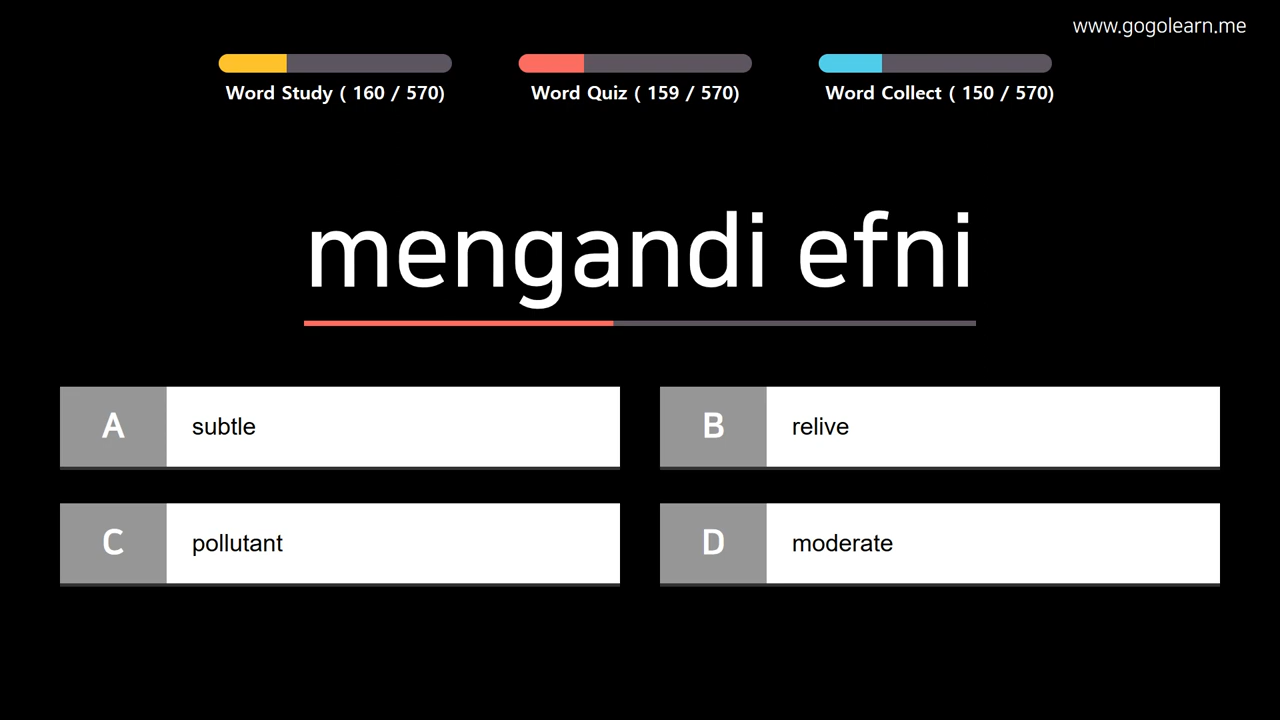 www.gogolearn.me
Word Study ( 160 / 570)
Word Quiz ( 159 / 570)
Word Collect ( 150 / 570)
mengandi efni
A
subtle
B
relive
C
pollutant
D
moderate